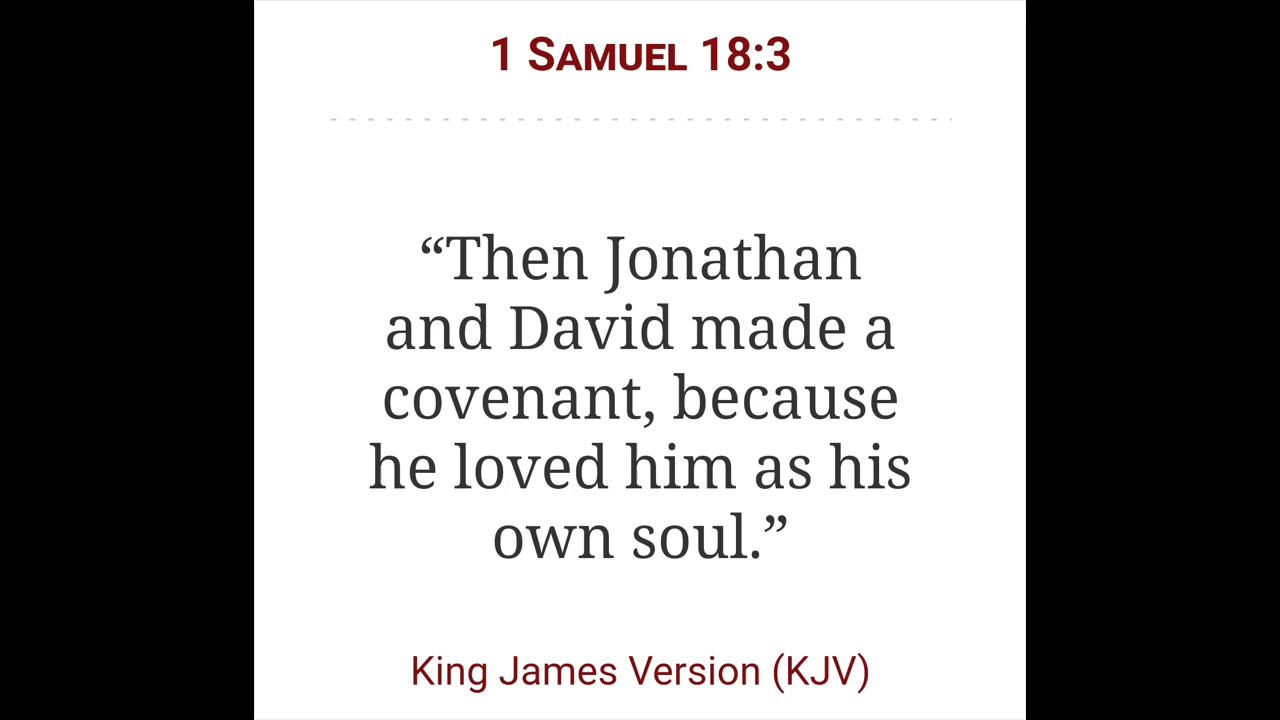 1 Samuel 18:3
“Then Jonathan
and David made a
covenant, because
he loved him as his
own soul.”
King James Version (KJV)